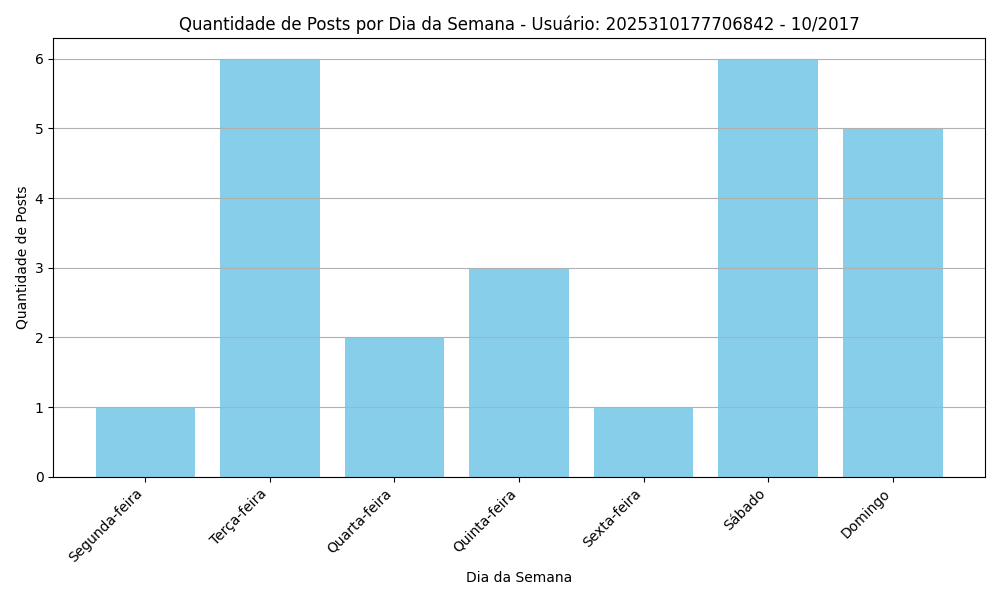 Quantidade de Posts por Dia da Semana - Usuário: 2025310177706842 - 10/2017
Quantidade de Posts
6
5
4
3
2
1
0
Segunda-feira
Terça-feira
Quarta-feira
Quinta-feira
Sexta-feira
Sábado
Domingo
Dia da Semana